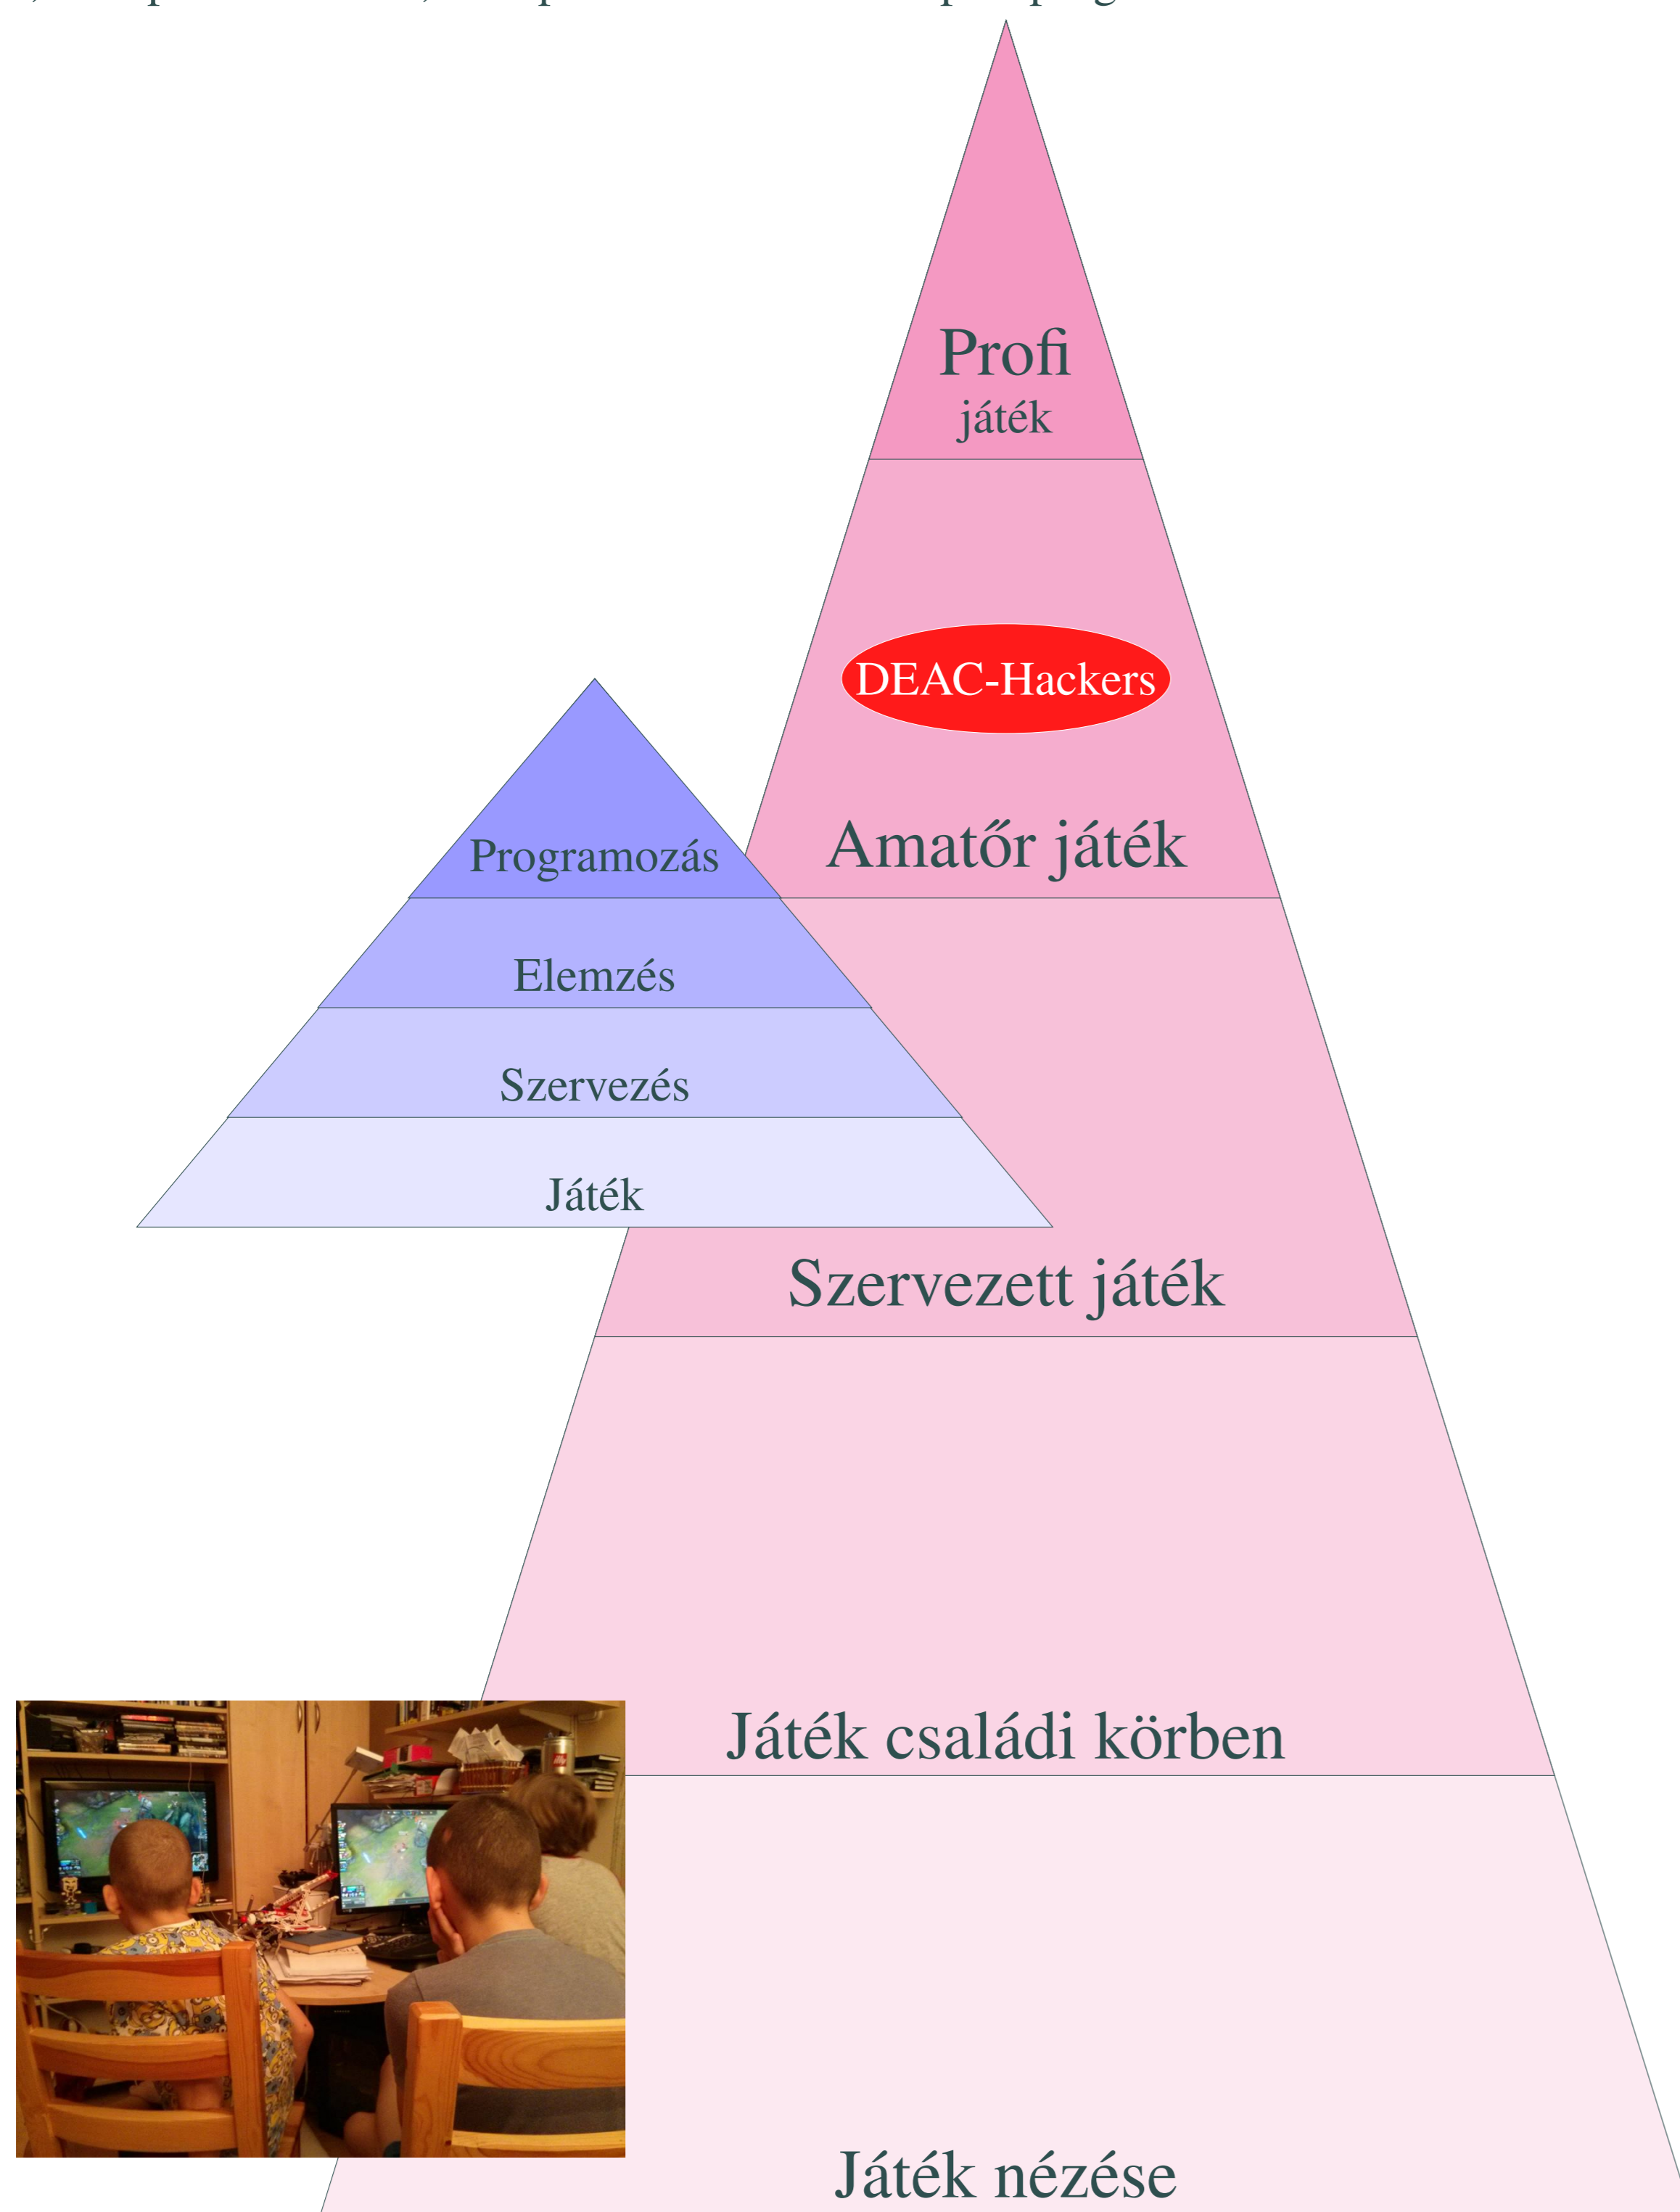 Profi
játék
DEAC-Hackers
Amatőr játék
Programozás
Elemzés
Szervezés
Játék
Szervezett játék
Játék családi körben
Játék nézése